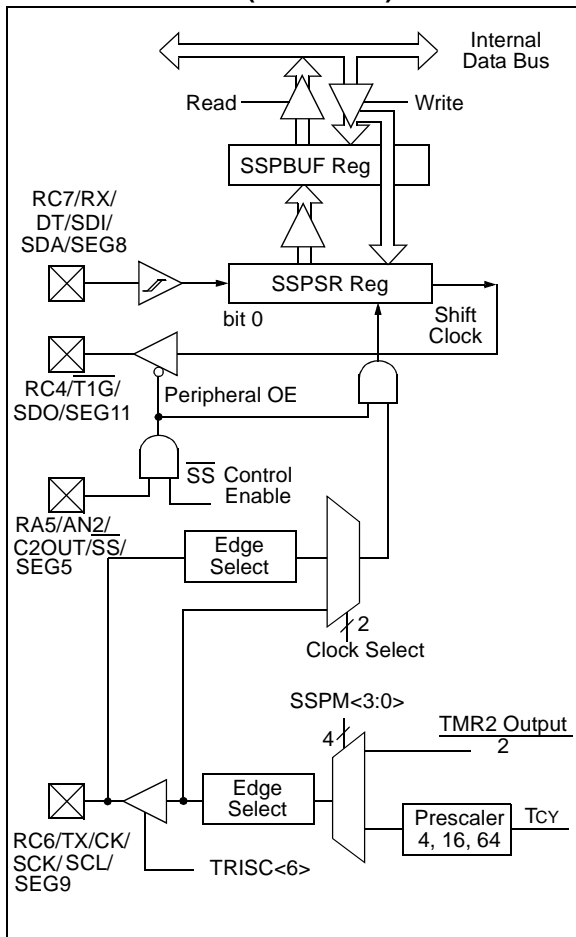 Internal
Data Bus
Read
Write
SSPBUF Reg
RC7/RX/
DT/SDI/
SDA/SEG8
SSPSR Reg
bit 0
Shift
Clock
RC4/T1G/
SDO/SEG11
Peripheral OE
SS Control
Enable
RA5/AN2/
C2OUT/SS/
SEG5
Edge
Select
2
Clock Select
SSPM<3:0>
4
TMR2 Output
2
Edge
Select
Prescaler
4, 16, 64
TCY
RC6/TX/CK/
SCK/SCL/
SEG9
TRISC<6>